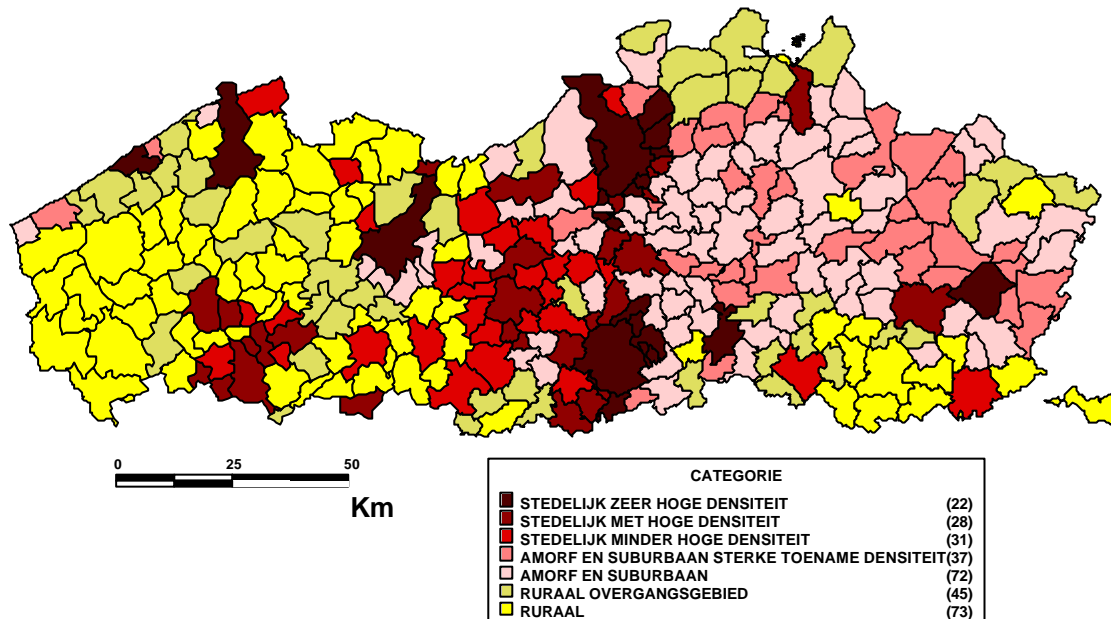 0 25 50
Km
CATEGORIE
STEDELIJK ZEER HOGE DENSITEIT (22)
STEDELIJK MET HOGE DENSITEIT (28)
STEDELIJK MINDER HOGE DENSITEIT (31)
AMORF EN SUBURBAAN STERKE TOENAME DENSITEIT(37)
AMORF EN SUBURBAAN (72)
RURAAL OVERGANGSGEBIED (45)
RURAAL (73)